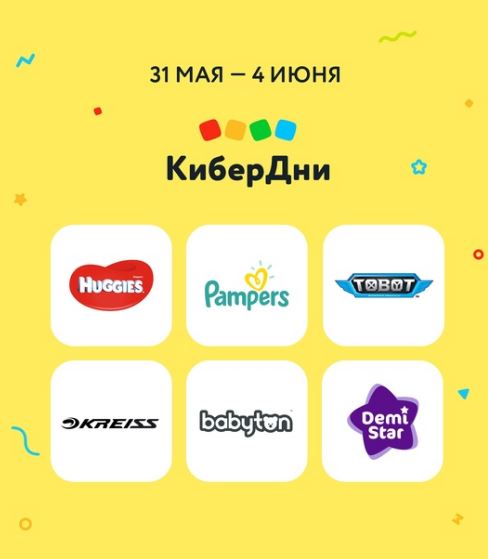 31 МАЯ — 4 ИЮНЯ
КиберДни
HUGGIES
Pampers
TOBOT
KREISS
babyton
Demi
Star